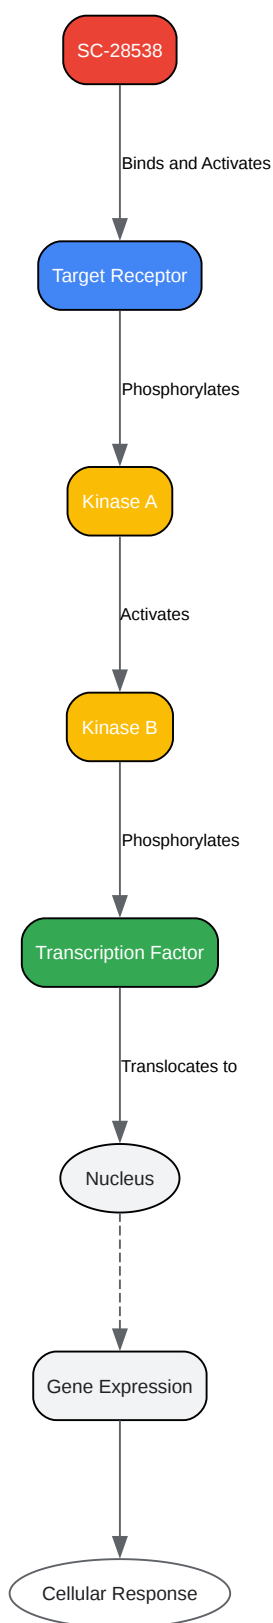 SC-28538
Binds and Activates
Target Receptor
Phosphorylates
Kinase A
Activates
Kinase B
Phosphorylates
Transcription Factor
Translocates to
Nucleus
Gene Expression
Cellular Response